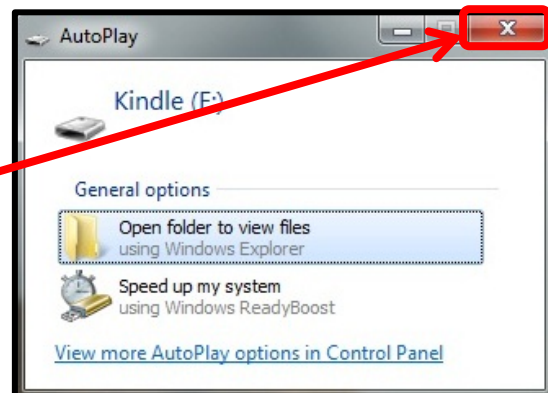 AutoPlay
Kindle (E:)
General options
Open folder to view files
using Windows Explorer
Speed up my system
using Windows ReadyBoost
View more AutoPlay options in Control Panel